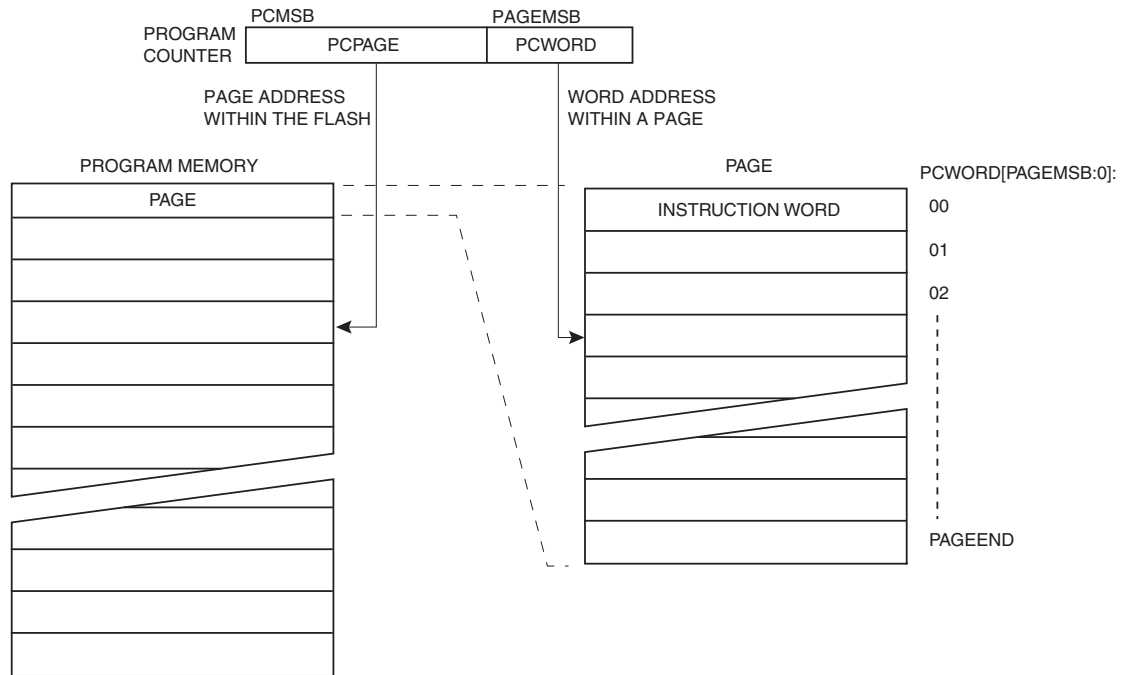 PCMSB
PAGEMSB
PROGRAM
COUNTER
PCPAGE
PCWORD
PAGE ADDRESS
WITHIN THE FLASH
WORD ADDRESS
WITHIN A PAGE
PROGRAM MEMORY
PAGE
PAGE
PCWORD[PAGEMSB:0]:
INSTRUCTION WORD
00
01
02
PAGEEND